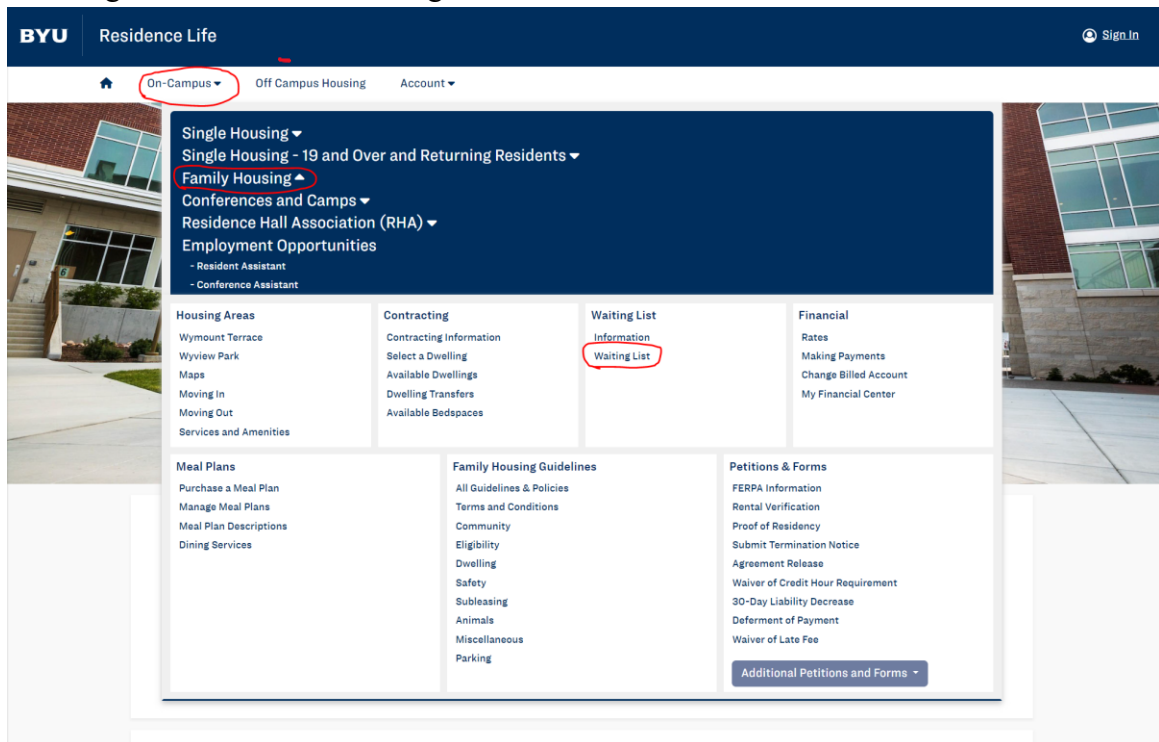 BYU Residence Life Sign In
On-Campus Off Campus Housing Account
Single Housing
Single Housing - 19 and Over and Returning Residents
Family Housing
Conferences and Camps
Residence Hall Association (RHA)
Employment Opportunities
- Resident Assistant
- Conference Assistant
Housing Areas
Wymount Terrace
Wyview Park
Maps
Moving In
Moving Out
Services and Amenities
Contracting
Contracting Information
Select a Dwelling
Available Dwellings
Dwelling Transfers
Available Bedspaces
Waiting List
Information
Waiting List
Financial
Rates
Making Payments
Change Billed Account
My Financial Center
Meal Plans
Purchase a Meal Plan
Manage Meal Plans
Meal Plan Descriptions
Dining Services
Family Housing Guidelines
All Guidelines & Policies
Terms and Conditions
Community
Eligibility
Dwelling
Safety
Subleasing
Animals
Miscellaneous
Parking
Petitions & Forms
FERPA Information
Rental Verification
Proof of Residency
Submit Termination Notice
Agreement Release
Waiver of Credit Hour Requirement
30-Day Liability Decrease
Deferment of Payment
Waiver of Late Fee
Additional Petitions and Forms
6